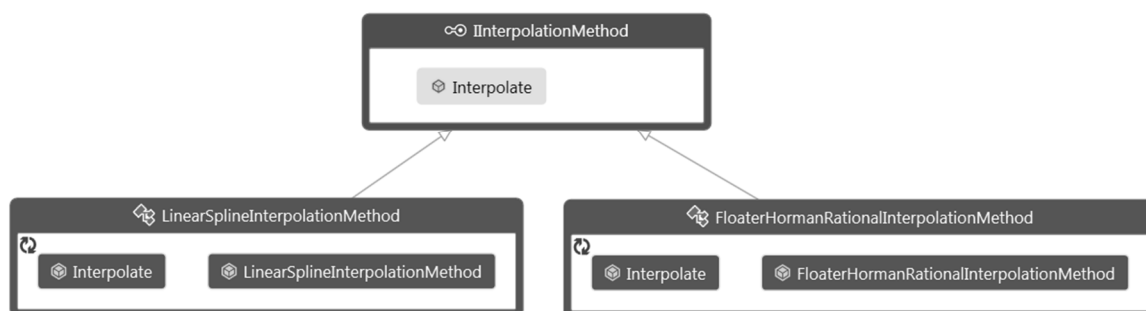 IInterpolationMethod
Interpolate
LinearSplineInterpolationMethod
Interpolate LinearSplineInterpolationMethod
FloaterHormanRationalInterpolationMethod
Interpolate FloaterHormanRationalInterpolationMethod